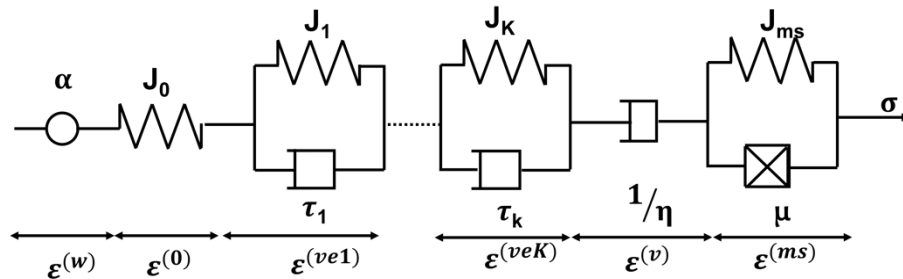 α J₀ J₁ J_K J_ms σ
τ₁ τ_k 1/η μ
ε^(w) ε^(0) ε^(ve1) ε^(veK) ε^(v) ε^(ms)